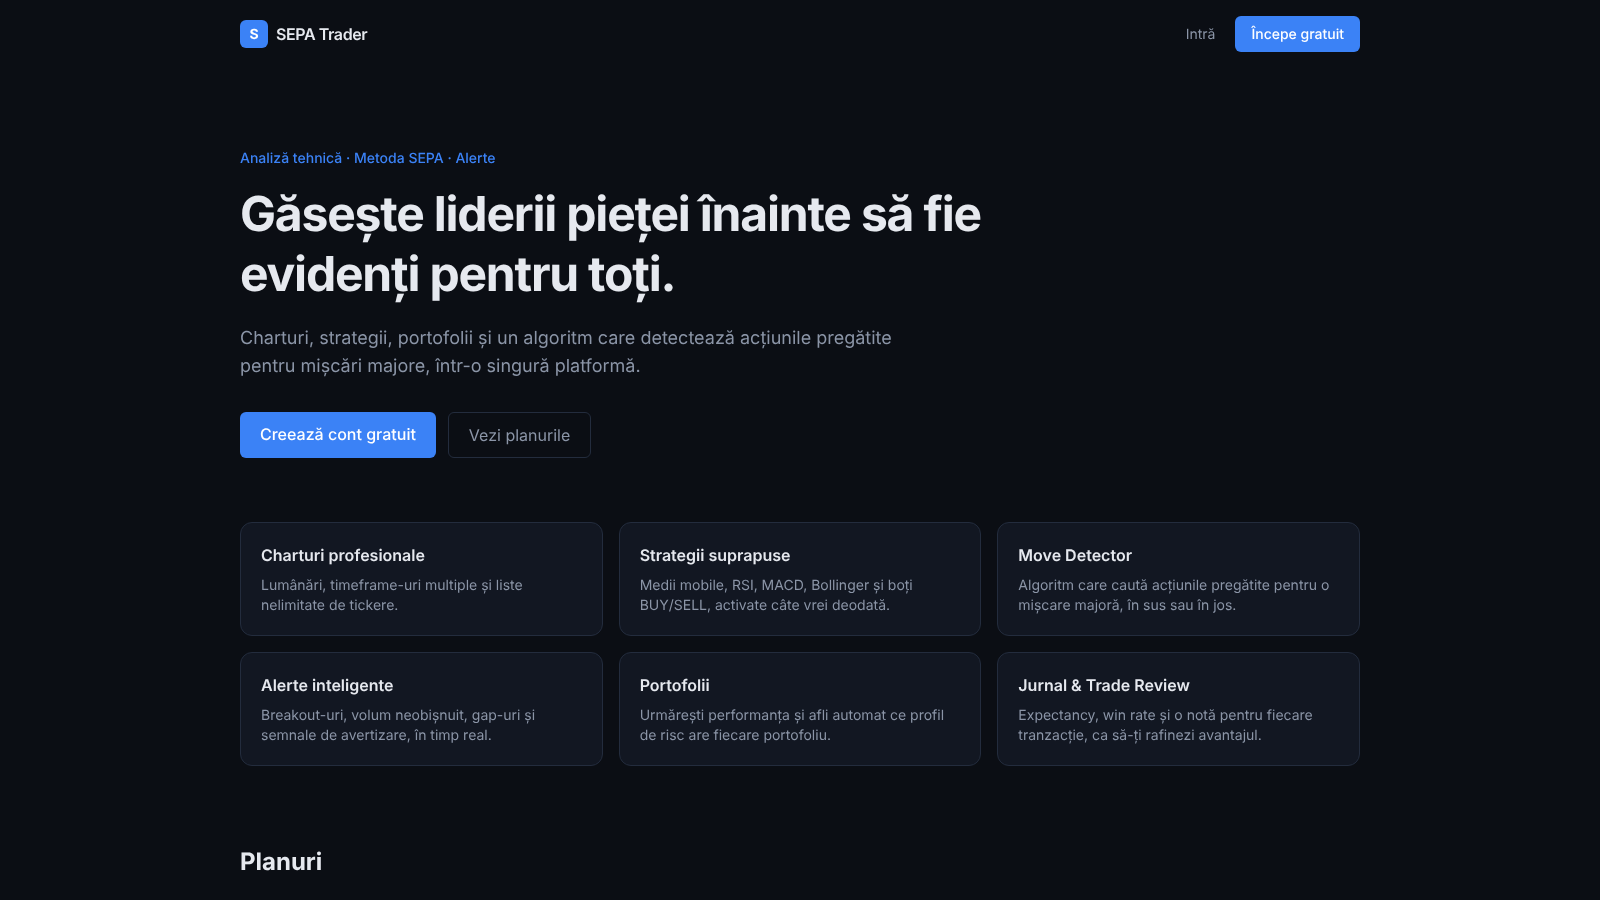 S SEPA Trader
Intră
Începe gratuit
Analiză tehnică · Metoda SEPA · Alerte
Găsește liderii pieței înainte să fie
evidenți pentru toți.
Charturi, strategii, portofolii și un algoritm care detectează acțiunile pregătite
pentru mișcări majore, într-o singură platformă.
Creează cont gratuit
Vezi planurile
Charturi profesionale
Lumânări, timeframe-uri multiple și liste
nelimitate de tickere.
Strategii suprapuse
Medii mobile, RSI, MACD, Bollinger și boți
BUY/SELL, activate câte vrei deodată.
Move Detector
Algoritm care caută acțiunile pregătite pentru o
mișcare majoră, în sus sau în jos.
Alerte inteligente
Breakout-uri, volum neobișnuit, gap-uri și
semnale de avertizare, în timp real.
Portofolii
Urmărești performanța și afli automat ce profil
de risc are fiecare portofoliu.
Jurnal & Trade Review
Expectancy, win rate și o notă pentru fiecare
tranzacție, ca să-ți rafinezi avantajul.
Planuri